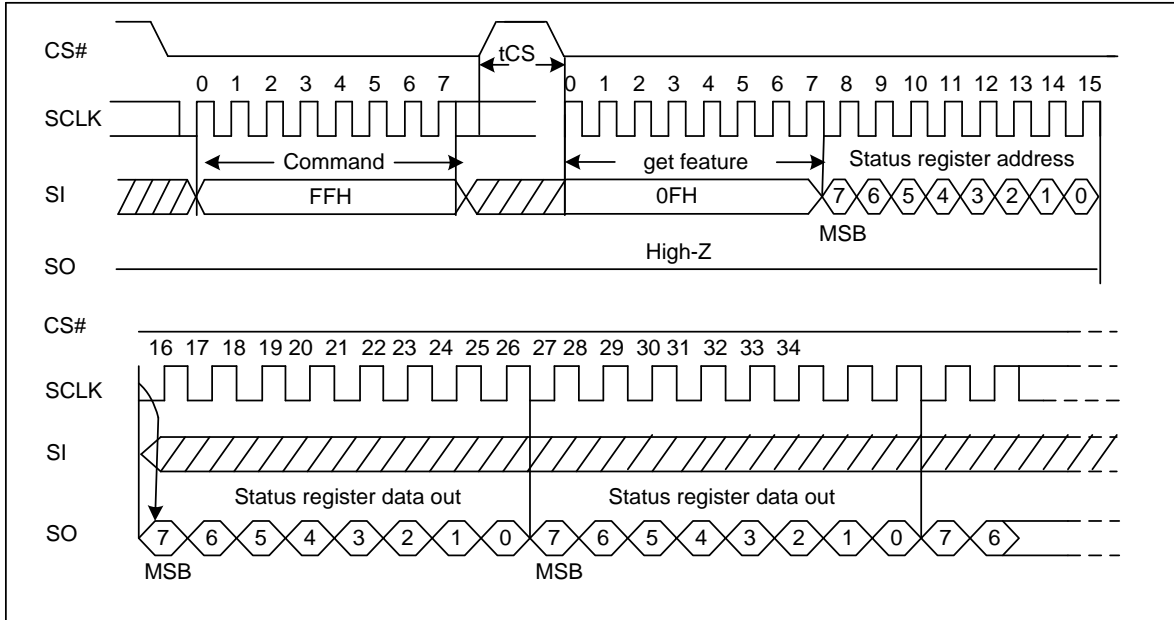 CS#
tCS
0 1 2 3 4 5 6 7 0 1 2 3 4 5 6 7 8 9 10 11 12 13 14 15
SCLK
Command get feature Status register address
SI FFH 0FH 7 6 5 4 3 2 1 0
MSB
High-Z
SO
CS#
16 17 18 19 20 21 22 23 24 25 26 27 28 29 30 31 32 33 34
SCLK
SI
Status register data out Status register data out
SO 7 6 5 4 3 2 1 0 7 6 5 4 3 2 1 0 7 6
MSB MSB